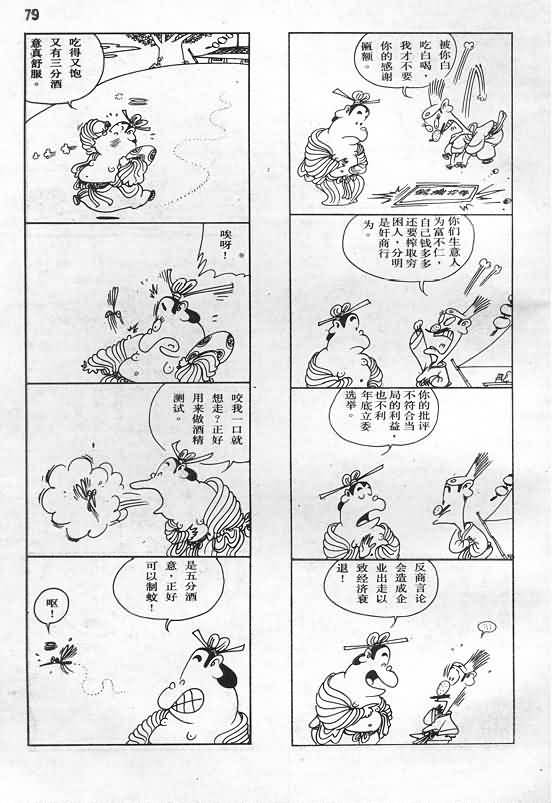 79
被你白
吃白喝，
我才不要
你的感谢
匾额。
你们生意人
为富不仁，
自己钱多多
还要榨取穷
困人，分明
是奸商行
为。
你的批评
不符合当
局的利益，
也不利
年底立委
选举。
反商言论
会造成企
业出走以
致经济衰
退！
吃得又饱
又有三分酒
意真舒服。
唉呀！
咬我一口就
想走？正好
用来做酒精
测试。
是五分酒
意，正好
可以制蚊！
呕！